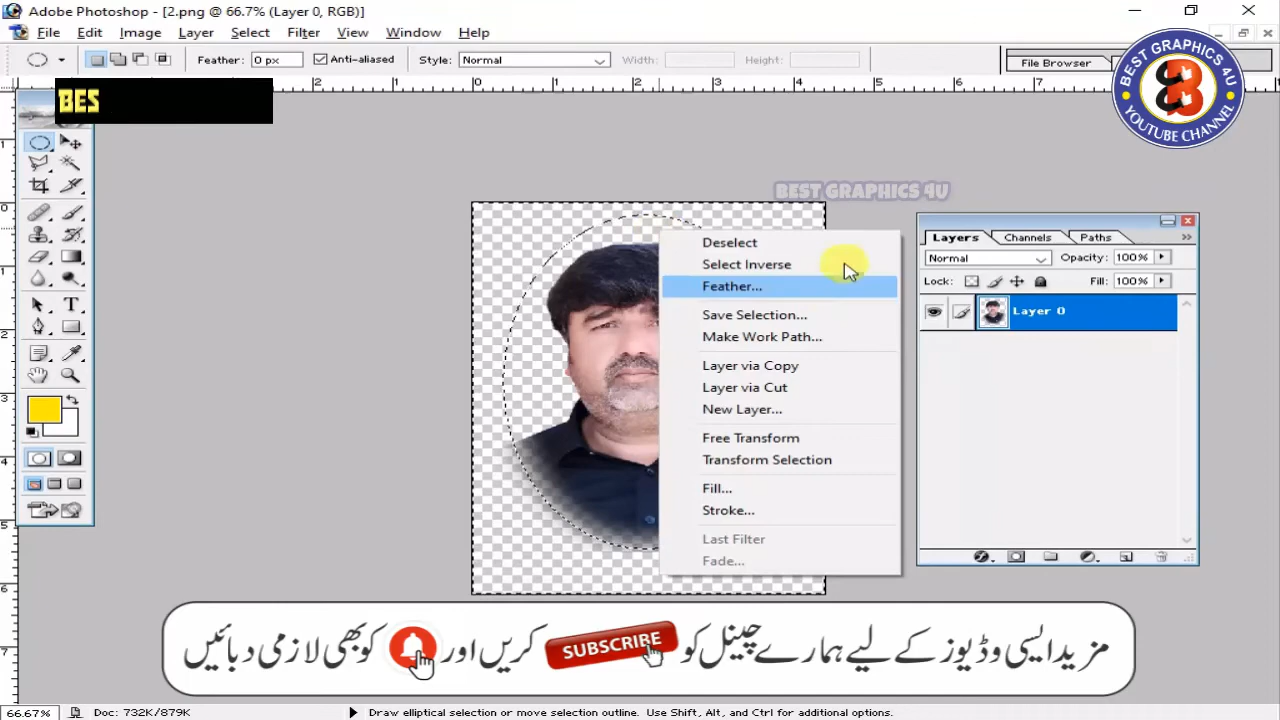 Adobe Photoshop - [2.png @ 66.7% (Layer 0, RGB)]
File Edit Image Layer Select Filter View Window Help
Feather: 0 px Anti-aliased Style: Normal Width: Height: File Browser
BES
BEST GRAPHICS 4U
YOUTUBE CHANNEL
BEST GRAPHICS 4U
Deselect
Select Inverse
Feather...
Save Selection...
Make Work Path...
Layer via Copy
Layer via Cut
New Layer...
Free Transform
Transform Selection
Fill...
Stroke...
Last Filter
Fade...
Layers Channels Paths
Normal Opacity: 100%
Lock: Fill: 100%
Layer 0
مزید ایسی وڈیوز کے لیے ہمارے چینل کو SUBSCRIBE کریں اور کو بھی لازمی دبائیں
66.67% Doc: 732K/879K Draw elliptical selection or move selection outline. Use Shift, Alt, and Ctrl for additional options.